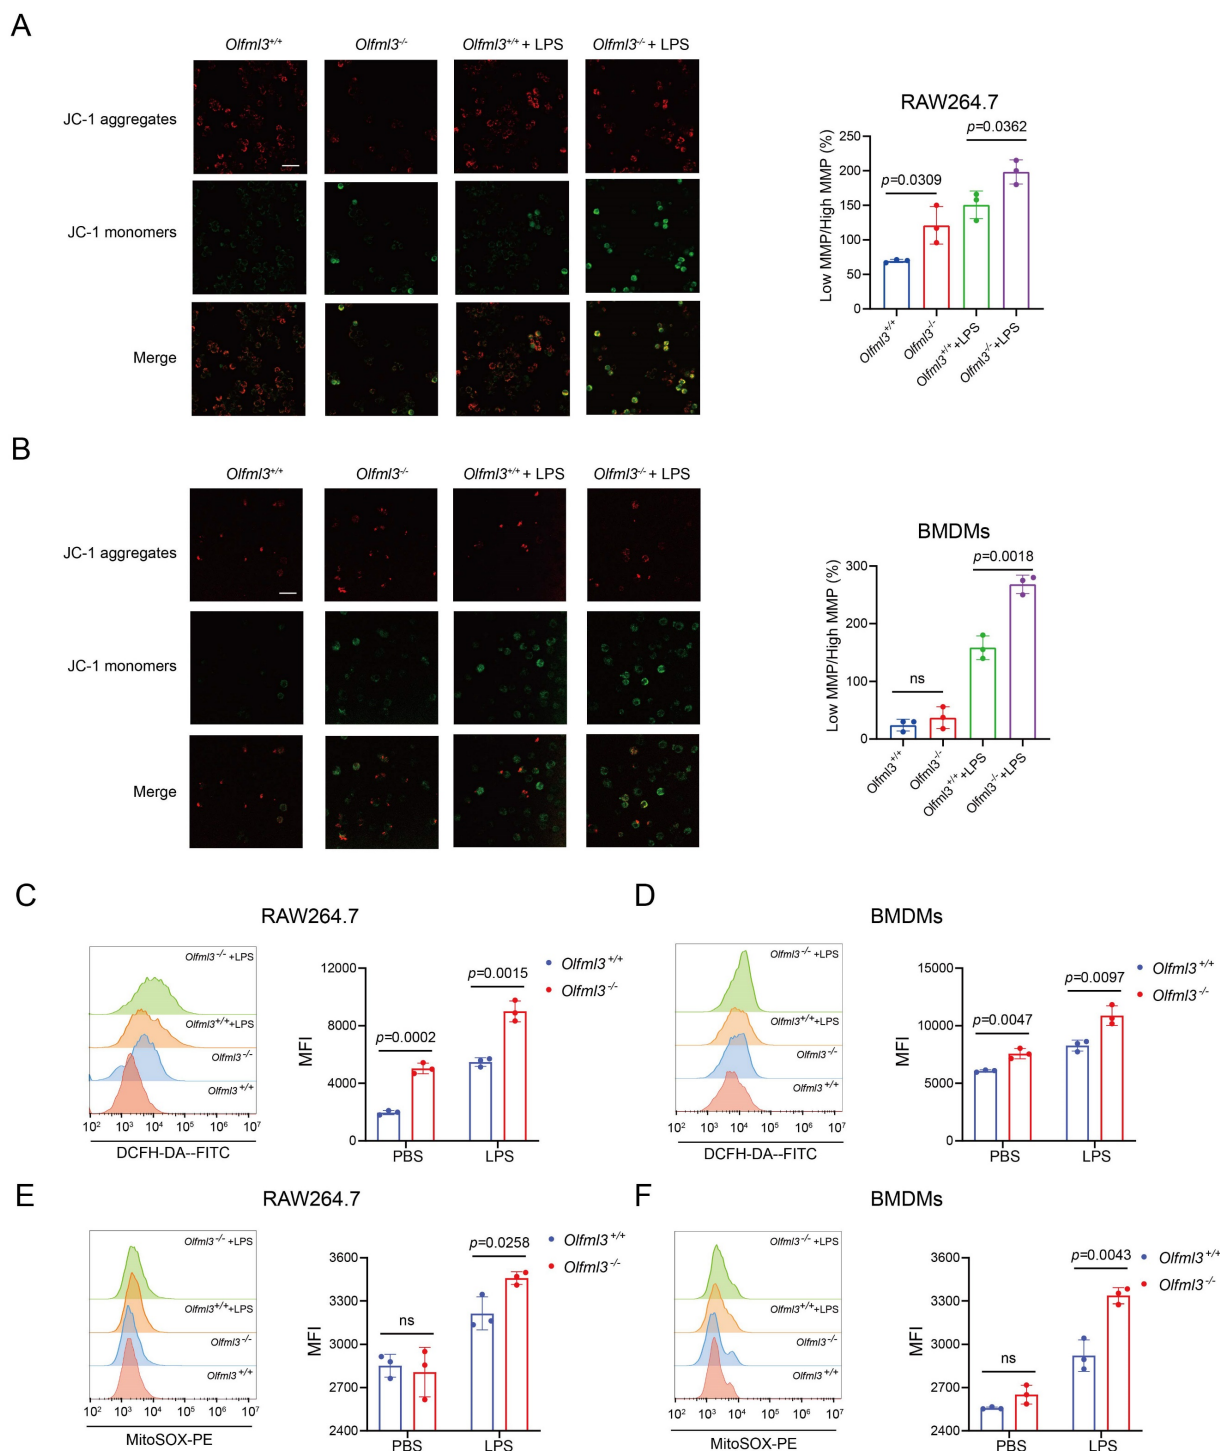 A
Olfml3+/+
Olfml3-/-
Olfml3+/+ + LPS
Olfml3-/- + LPS
JC-1 aggregates
JC-1 monomers
Merge
RAW264.7
Low MMP/High MMP (%)
250
200
150
100
50
0
p=0.0309
p=0.0362
Olfml3+/+
Olfml3-/-
Olfml3+/+ +LPS
Olfml3-/- +LPS
B
Olfml3+/+
Olfml3-/-
Olfml3+/+ + LPS
Olfml3-/- + LPS
JC-1 aggregates
JC-1 monomers
Merge
BMDMs
Low MMP/High MMP (%)
300
200
100
0
ns
p=0.0018
Olfml3+/+
Olfml3-/-
Olfml3+/+ +LPS
Olfml3-/- +LPS
C
RAW264.7
Olfml3-/- +LPS
Olfml3+/+ +LPS
Olfml3-/-
Olfml3+/+
10² 10³ 10⁴ 10⁵ 10⁶ 10⁷
DCFH-DA--FITC
MFI
12000
8000
4000
0
p=0.0002
p=0.0015
PBS LPS
Olfml3+/+
Olfml3-/-
D
BMDMs
Olfml3-/- +LPS
Olfml3+/+ +LPS
Olfml3-/-
Olfml3+/+
10² 10³ 10⁴ 10⁵ 10⁶ 10⁷
DCFH-DA--FITC
MFI
15000
10000
5000
0
p=0.0047
p=0.0097
PBS LPS
Olfml3+/+
Olfml3-/-
E
RAW264.7
Olfml3-/- +LPS
Olfml3+/+ +LPS
Olfml3-/-
Olfml3+/+
10² 10³ 10⁴ 10⁵ 10⁶ 10⁷
MitoSOX-PE
MFI
3600
3300
3000
2700
2400
ns
p=0.0258
PBS LPS
Olfml3+/+
Olfml3-/-
F
BMDMs
Olfml3-/- +LPS
Olfml3+/+ +LPS
Olfml3-/-
Olfml3+/+
10² 10³ 10⁴ 10⁵ 10⁶ 10⁷
MitoSOX-PE
MFI
3600
3300
3000
2700
2400
ns
p=0.0043
PBS LPS
Olfml3+/+
Olfml3-/-